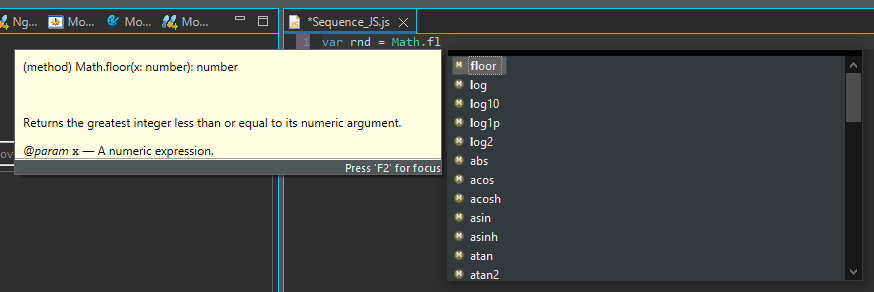 Ng...
Mo...
Mo...
Mo...
*Sequence_JS.js
1 var rnd = Math.fl
(method) Math.floor(x: number): number
Returns the greatest integer less than or equal to its numeric argument.
@param x — A numeric expression.
Press 'F2' for focus
ov
M floor
M log
M log10
M log1p
M log2
M abs
M acos
M acosh
M asin
M asinh
M atan
M atan2